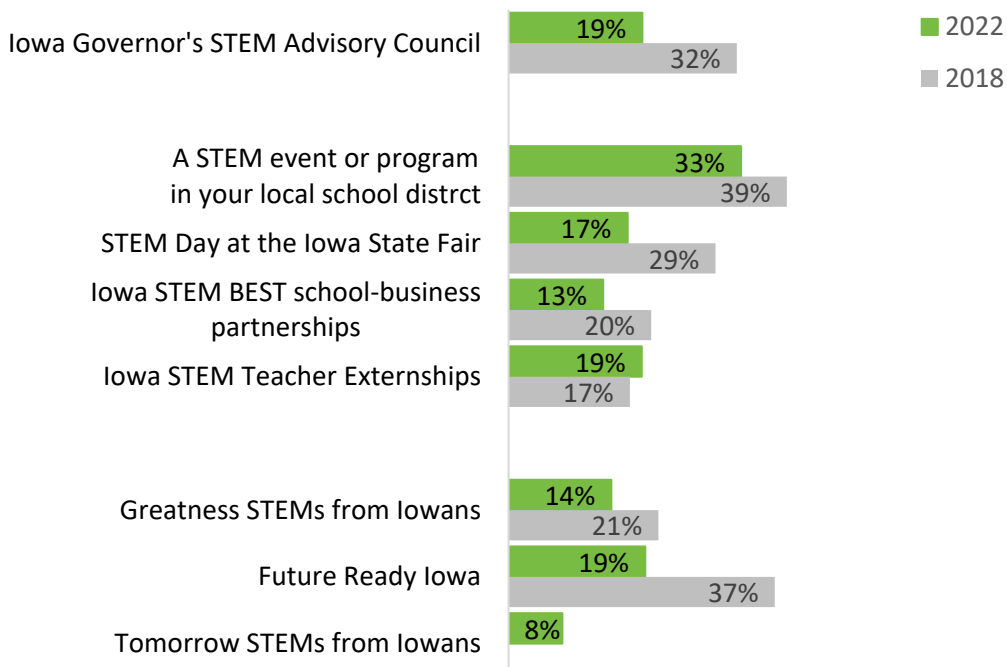 2022
2018
Iowa Governor's STEM Advisory Council
19%
32%
A STEM event or program
in your local school distrct
33%
39%
STEM Day at the Iowa State Fair
17%
29%
Iowa STEM BEST school-business
partnerships
13%
20%
Iowa STEM Teacher Externships
19%
17%
Greatness STEMs from Iowans
14%
21%
Future Ready Iowa
19%
37%
Tomorrow STEMs from Iowans
8%